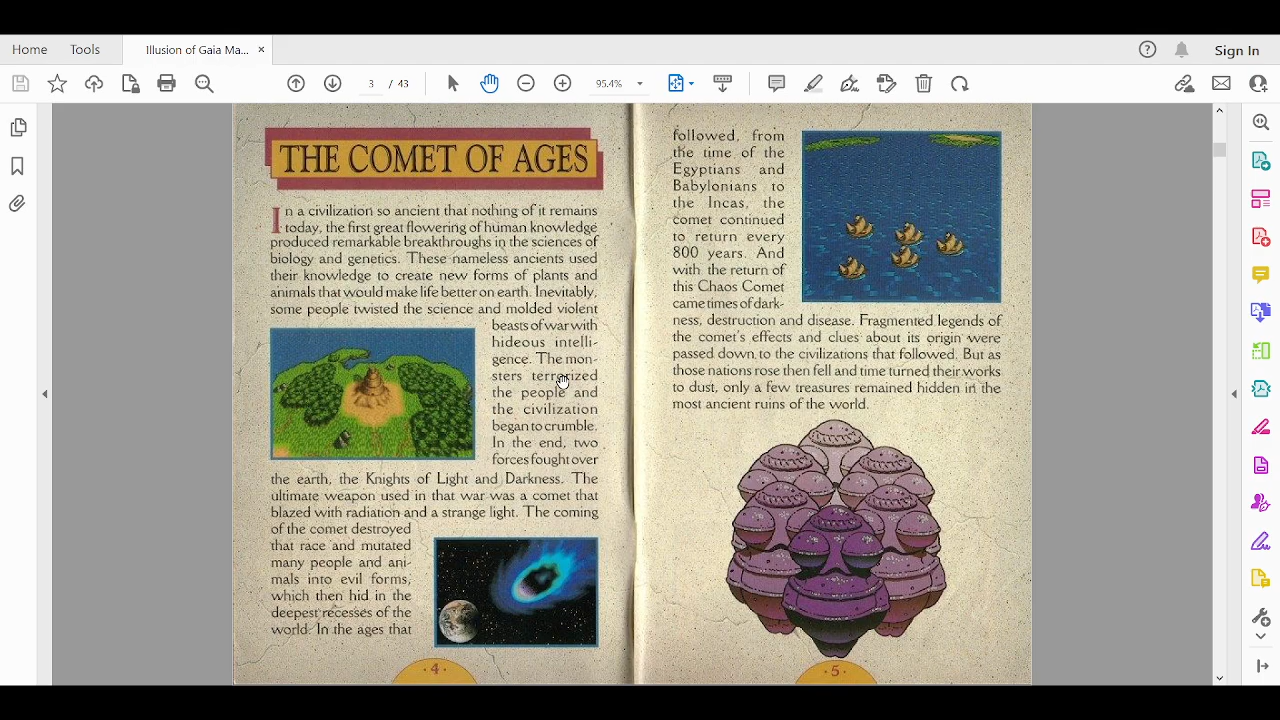 Home
Tools
Illusion of Gaia Ma...
×
Sign In
3 / 43
95.4%
THE COMET OF AGES
In a civilization so ancient that nothing of it remains
today, the first great flowering of human knowledge
produced remarkable breakthroughs in the sciences of
biology and genetics. These nameless ancients used
their knowledge to create new forms of plants and
animals that would make life better on earth. Inevitably,
some people twisted the science and molded violent
beasts of war with
hideous intelli-
gence. The mon-
sters terrorized
the people and
the civilization
began to crumble.
In the end, two
forces fought over
the earth, the Knights of Light and Darkness. The
ultimate weapon used in that war was a comet that
blazed with radiation and a strange light. The coming
of the comet destroyed
that race and mutated
many people and ani-
mals into evil forms,
which then hid in the
deepest recesses of the
world. In the ages that
· 4 ·
followed, from
the time of the
Egyptians and
Babylonians to
the Incas, the
comet continued
to return every
800 years. And
with the return of
this Chaos Comet
came times of dark-
ness, destruction and disease. Fragmented legends of
the comet's effects and clues about its origin were
passed down to the civilizations that followed. But as
those nations rose then fell and time turned their works
to dust, only a few treasures remained hidden in the
most ancient ruins of the world.
· 5 ·